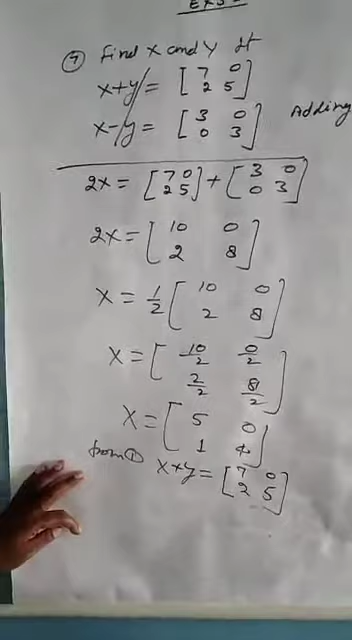 EX3.
7 Find X and Y If
x+y = [7 0
2 5]
x-y = [3 0
0 3] Adding
2x = [7 0
2 5] + [3 0
0 3]
2x = [10 0
2 8]
x = 1/2 [10 0
2 8]
x = [10/2 0/2
2/2 8/2]
x = [5 0
1 4]
from ① x+y = [7 0
2 5]